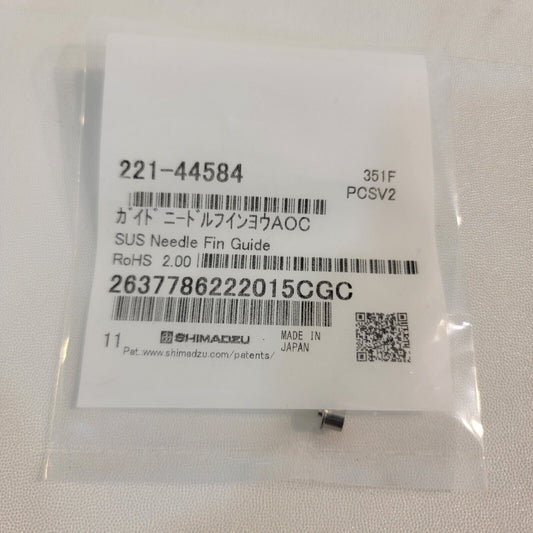 221-44584
351F
PCSV2
ｶﾞｲﾄﾞ ﾆｰﾄﾞﾙﾌｲﾝﾖｳAOC
SUS Needle Fin Guide
RoHS 2.00
2637786222015CGC
11 SHIMADZU MADE IN
JAPAN
Pat.:www.shimadzu.com/patents/